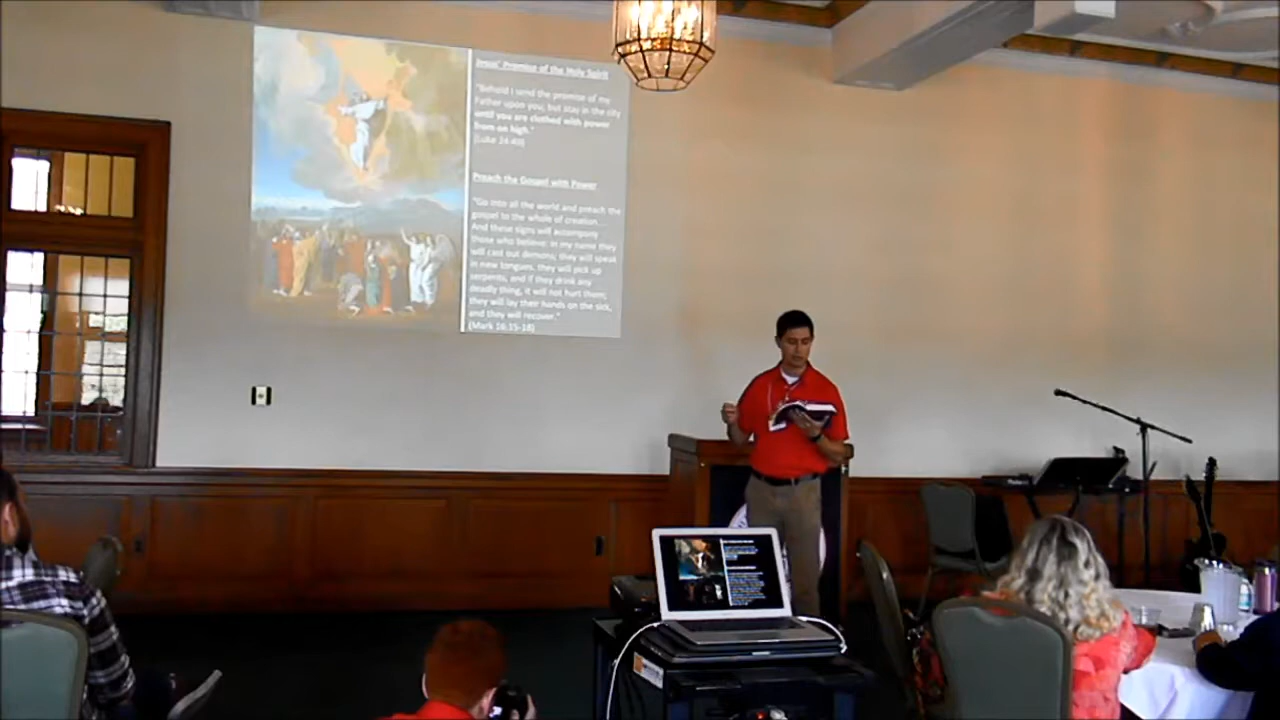 Jesus' Promise of the Holy Spirit
"Behold I send the promise of my
Father upon you; but stay in the city
until you are clothed with power
from on high."
(Luke 24:49)
Preach the Gospel with Power
"Go into all the world and preach the
gospel to the whole of creation...
And these signs will accompany
those who believe: in my name they
will cast out demons; they will speak
in new tongues, they will pick up
serpents, and if they drink any
deadly thing, it will not hurt them;
they will lay their hands on the sick,
and they will recover."
(Mark 16:15-18)